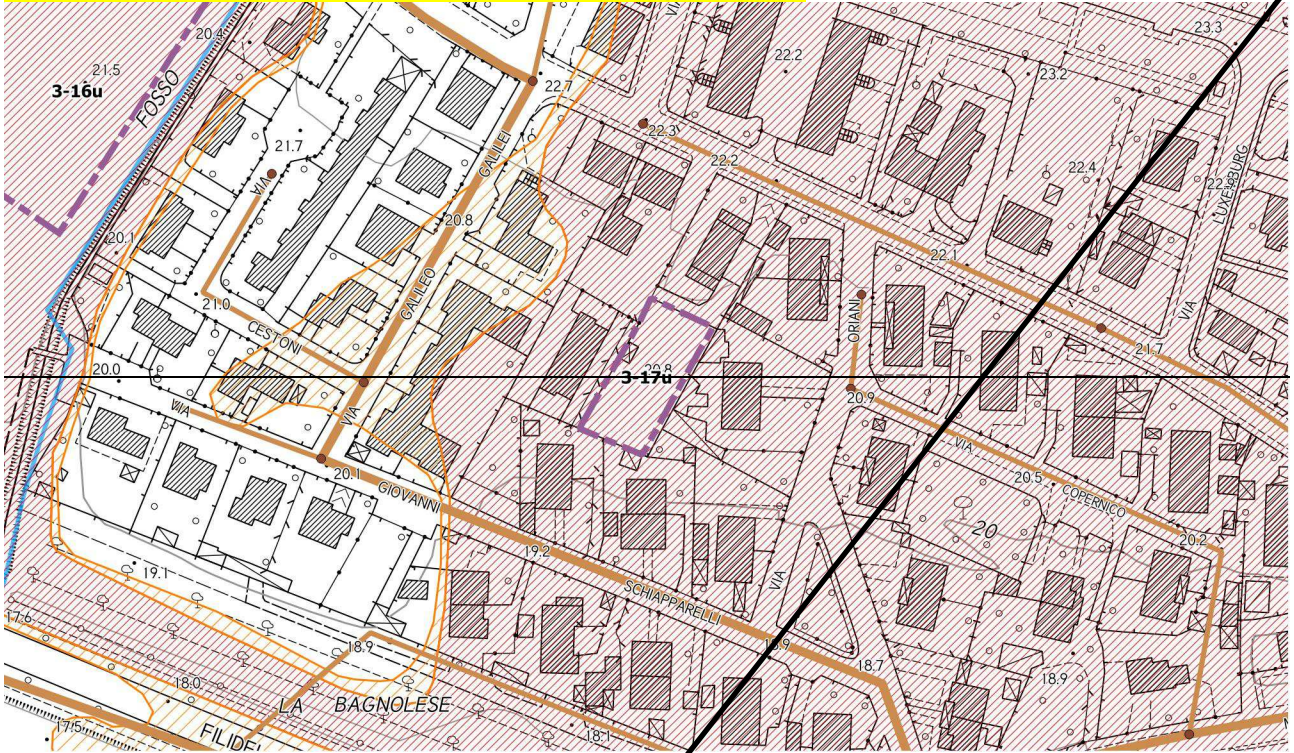 VIA
22.2
23.3
20.4
21.5
3-16u
FOSSO
22.7
23.2
22.3
22.2
21.7
VIA
GALILEI
22.4
LUXEMBURG
20.8
20.1
22.1
GALILEO
21.0
CESTONI
ORIANI
VIA
21.7
20.0
3-17u
20.9
VIA
VIA
VIA
20.1
GIOVANNI
20.5
COPERNICO
20
20.2
19.2
19.1
VIA
SCHIAPPARELLI
17.6
18.9
18.7
18.9
18.0
LA BAGNOLESE
17.5
FILIDEI
18.1